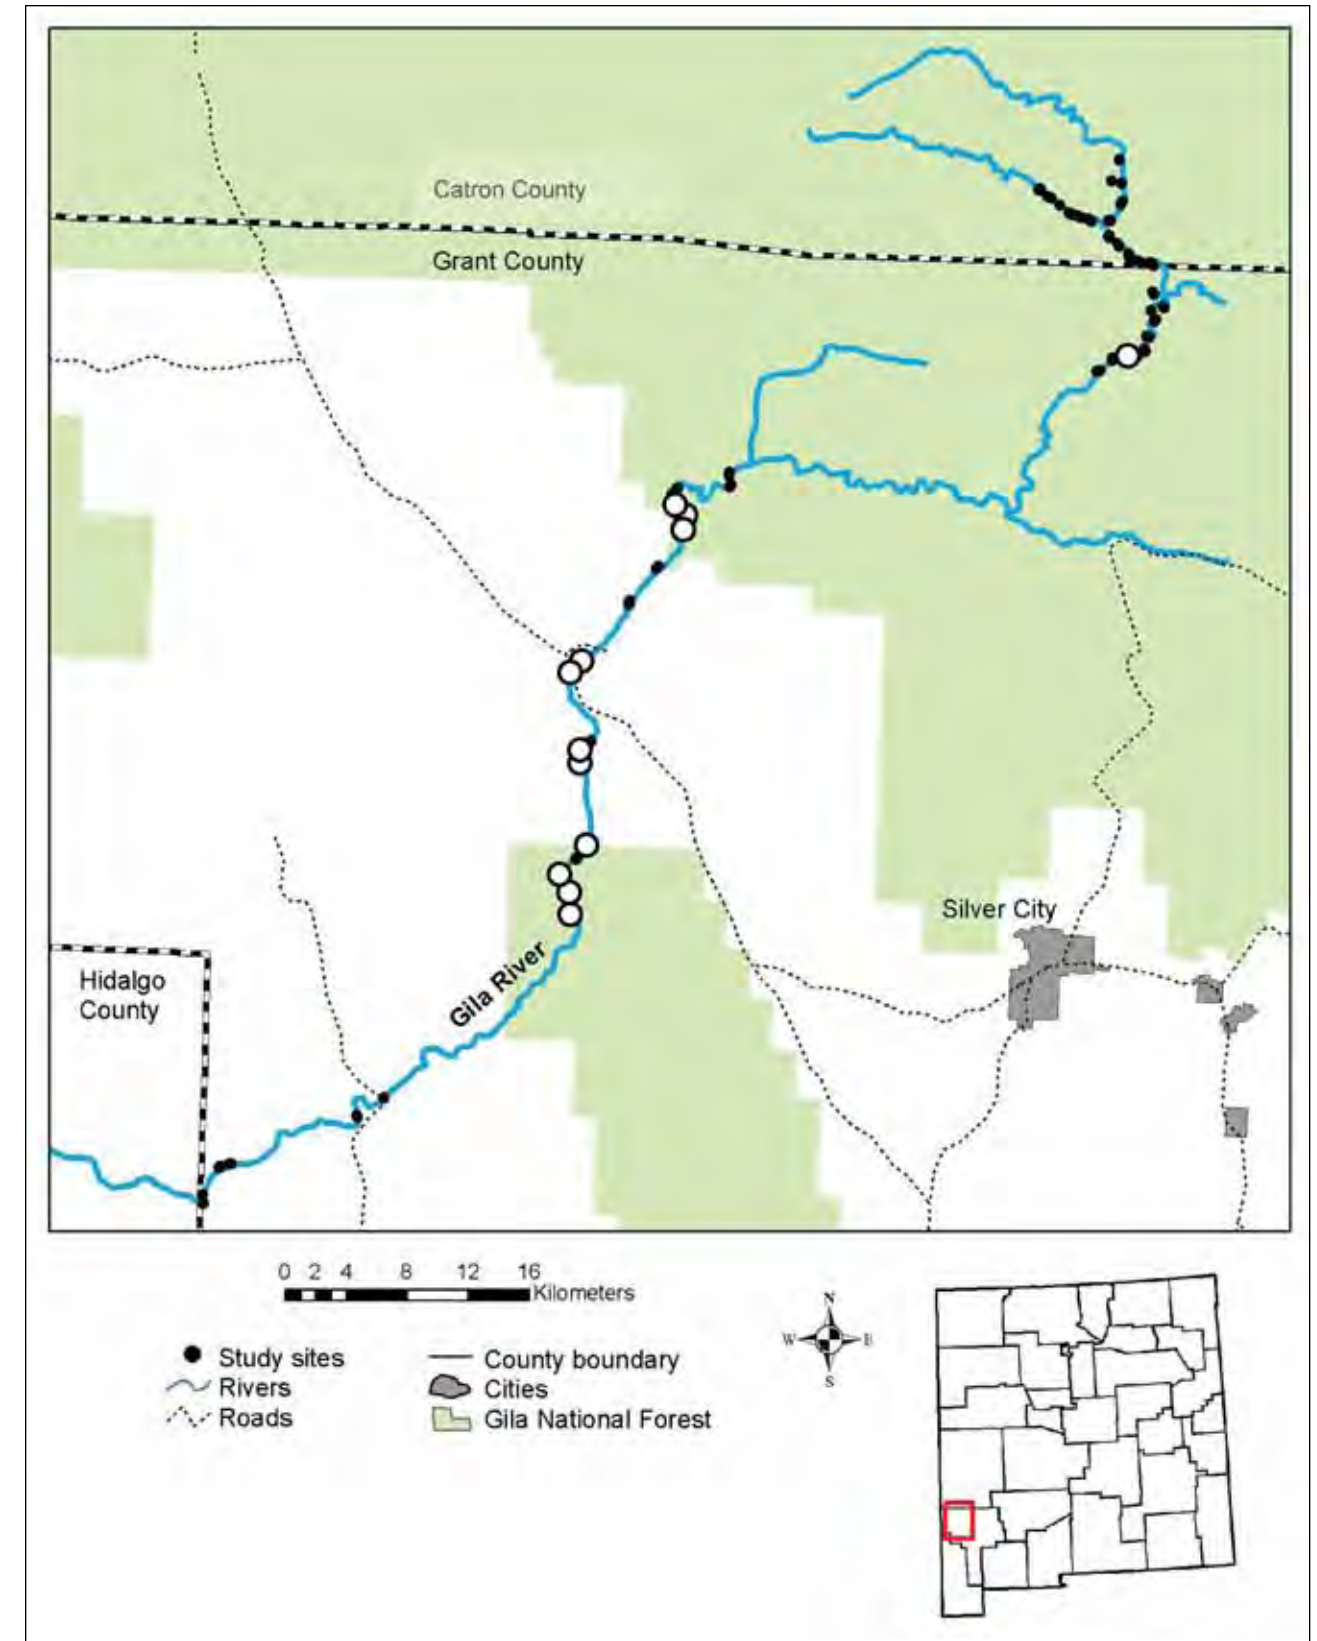 Catron County
Grant County
Silver City
Hidalgo
County
Gila River
0 2 4 8 12 16
Kilometers
N
W E
S
Study sites
Rivers
Roads
County boundary
Cities
Gila National Forest